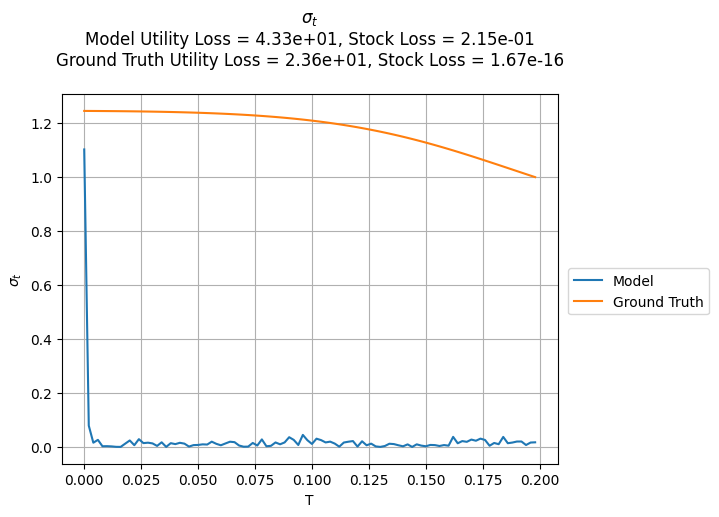 σₜ
Model Utility Loss = 4.33e+01, Stock Loss = 2.15e-01
Ground Truth Utility Loss = 2.36e+01, Stock Loss = 1.67e-16
1.2
1.0
0.8
0.6
0.4
0.2
0.0
σₜ
0.000 0.025 0.050 0.075 0.100 0.125 0.150 0.175 0.200
T
Model
Ground Truth